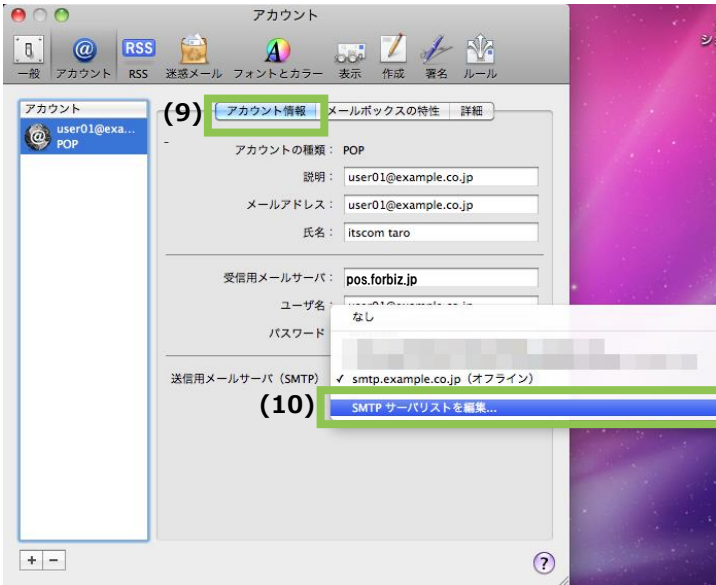 アカウント
一般 アカウント RSS 迷惑メール フォントとカラー 表示 作成 署名 ルール
RSS
アカウント
user01@exa...
POP
(9) アカウント情報 メールボックスの特性 詳細
アカウントの種類： POP
説明： user01@example.co.jp
メールアドレス： user01@example.co.jp
氏名： itscom taro
受信用メールサーバ： pos.forbiz.jp
ユーザ名： user01@example.co.jp
なし
パスワード
送信用メールサーバ（SMTP） ✓ smtp.example.co.jp（オフライン）
(10) SMTP サーバリストを編集...
+ −
?